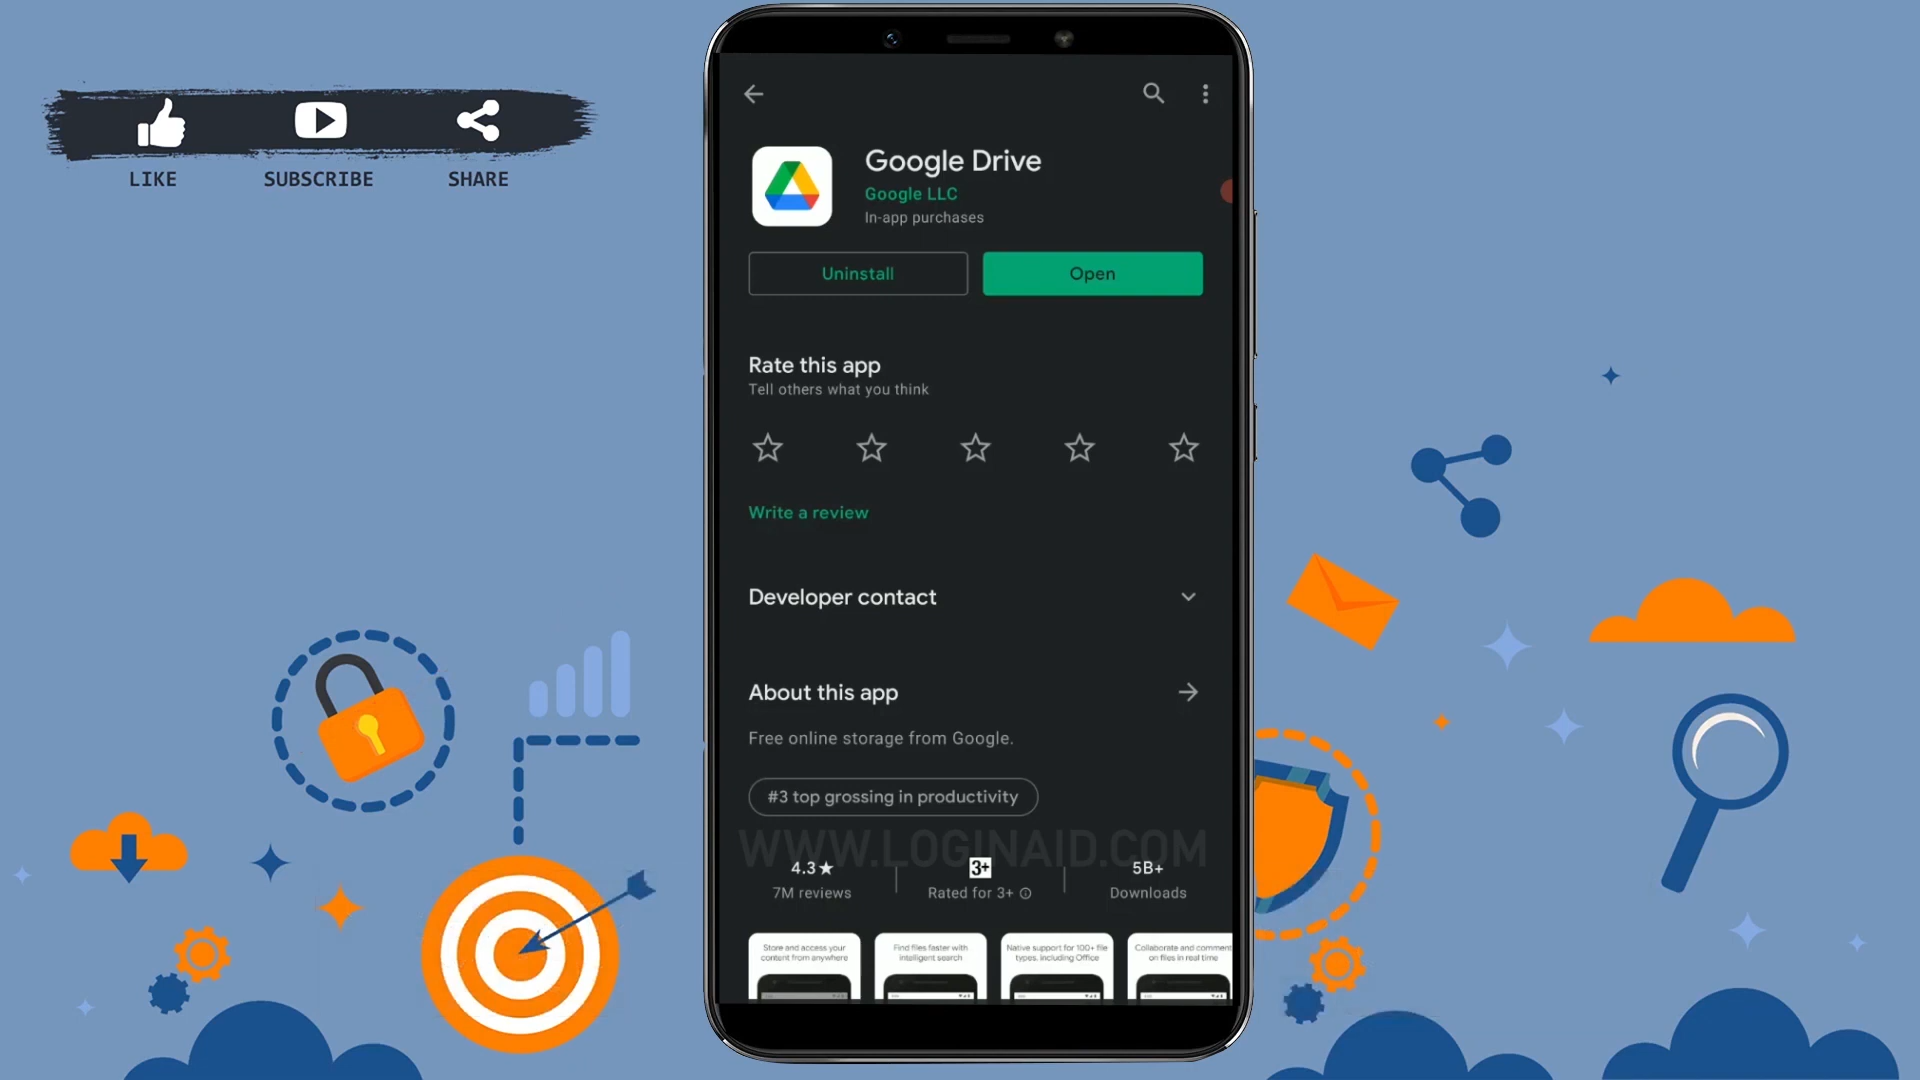 LIKE
SUBSCRIBE
SHARE
Google Drive
Google LLC
In-app purchases
Uninstall
Open
Rate this app
Tell others what you think
Write a review
Developer contact
About this app
Free online storage from Google.
#3 top grossing in productivity
WWW.LOGINAID.COM
4.3★
7M reviews
3+
Rated for 3+
5B+
Downloads
Store and access your
content from anywhere
Find files faster with
intelligent search
Native support for 100+ file
types, including Office
Collaborate and comment
on files in real time